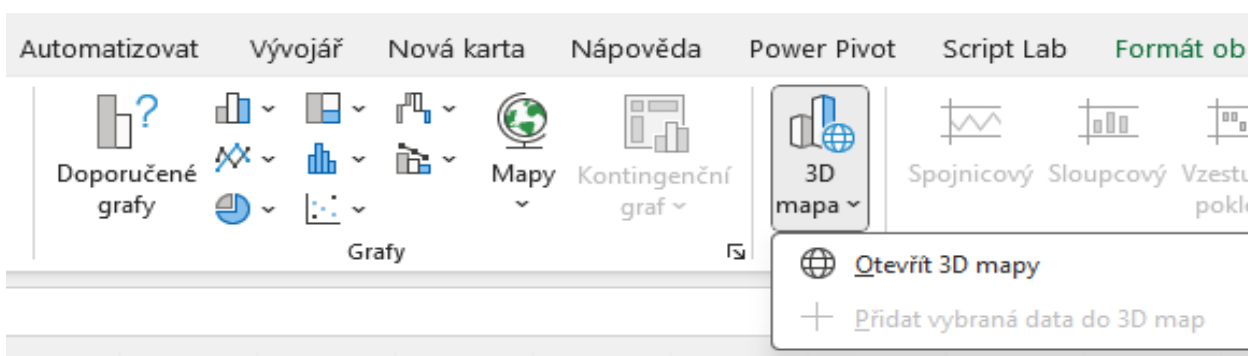 Automatizovat Vývojář Nová karta Nápověda Power Pivot Script Lab Formát ob
Doporučené grafy
Mapy
Kontingenční graf
3D mapa
Spojnicový Sloupcový Vzestu pokle
Grafy
Otevřít 3D mapy
Přidat vybraná data do 3D map